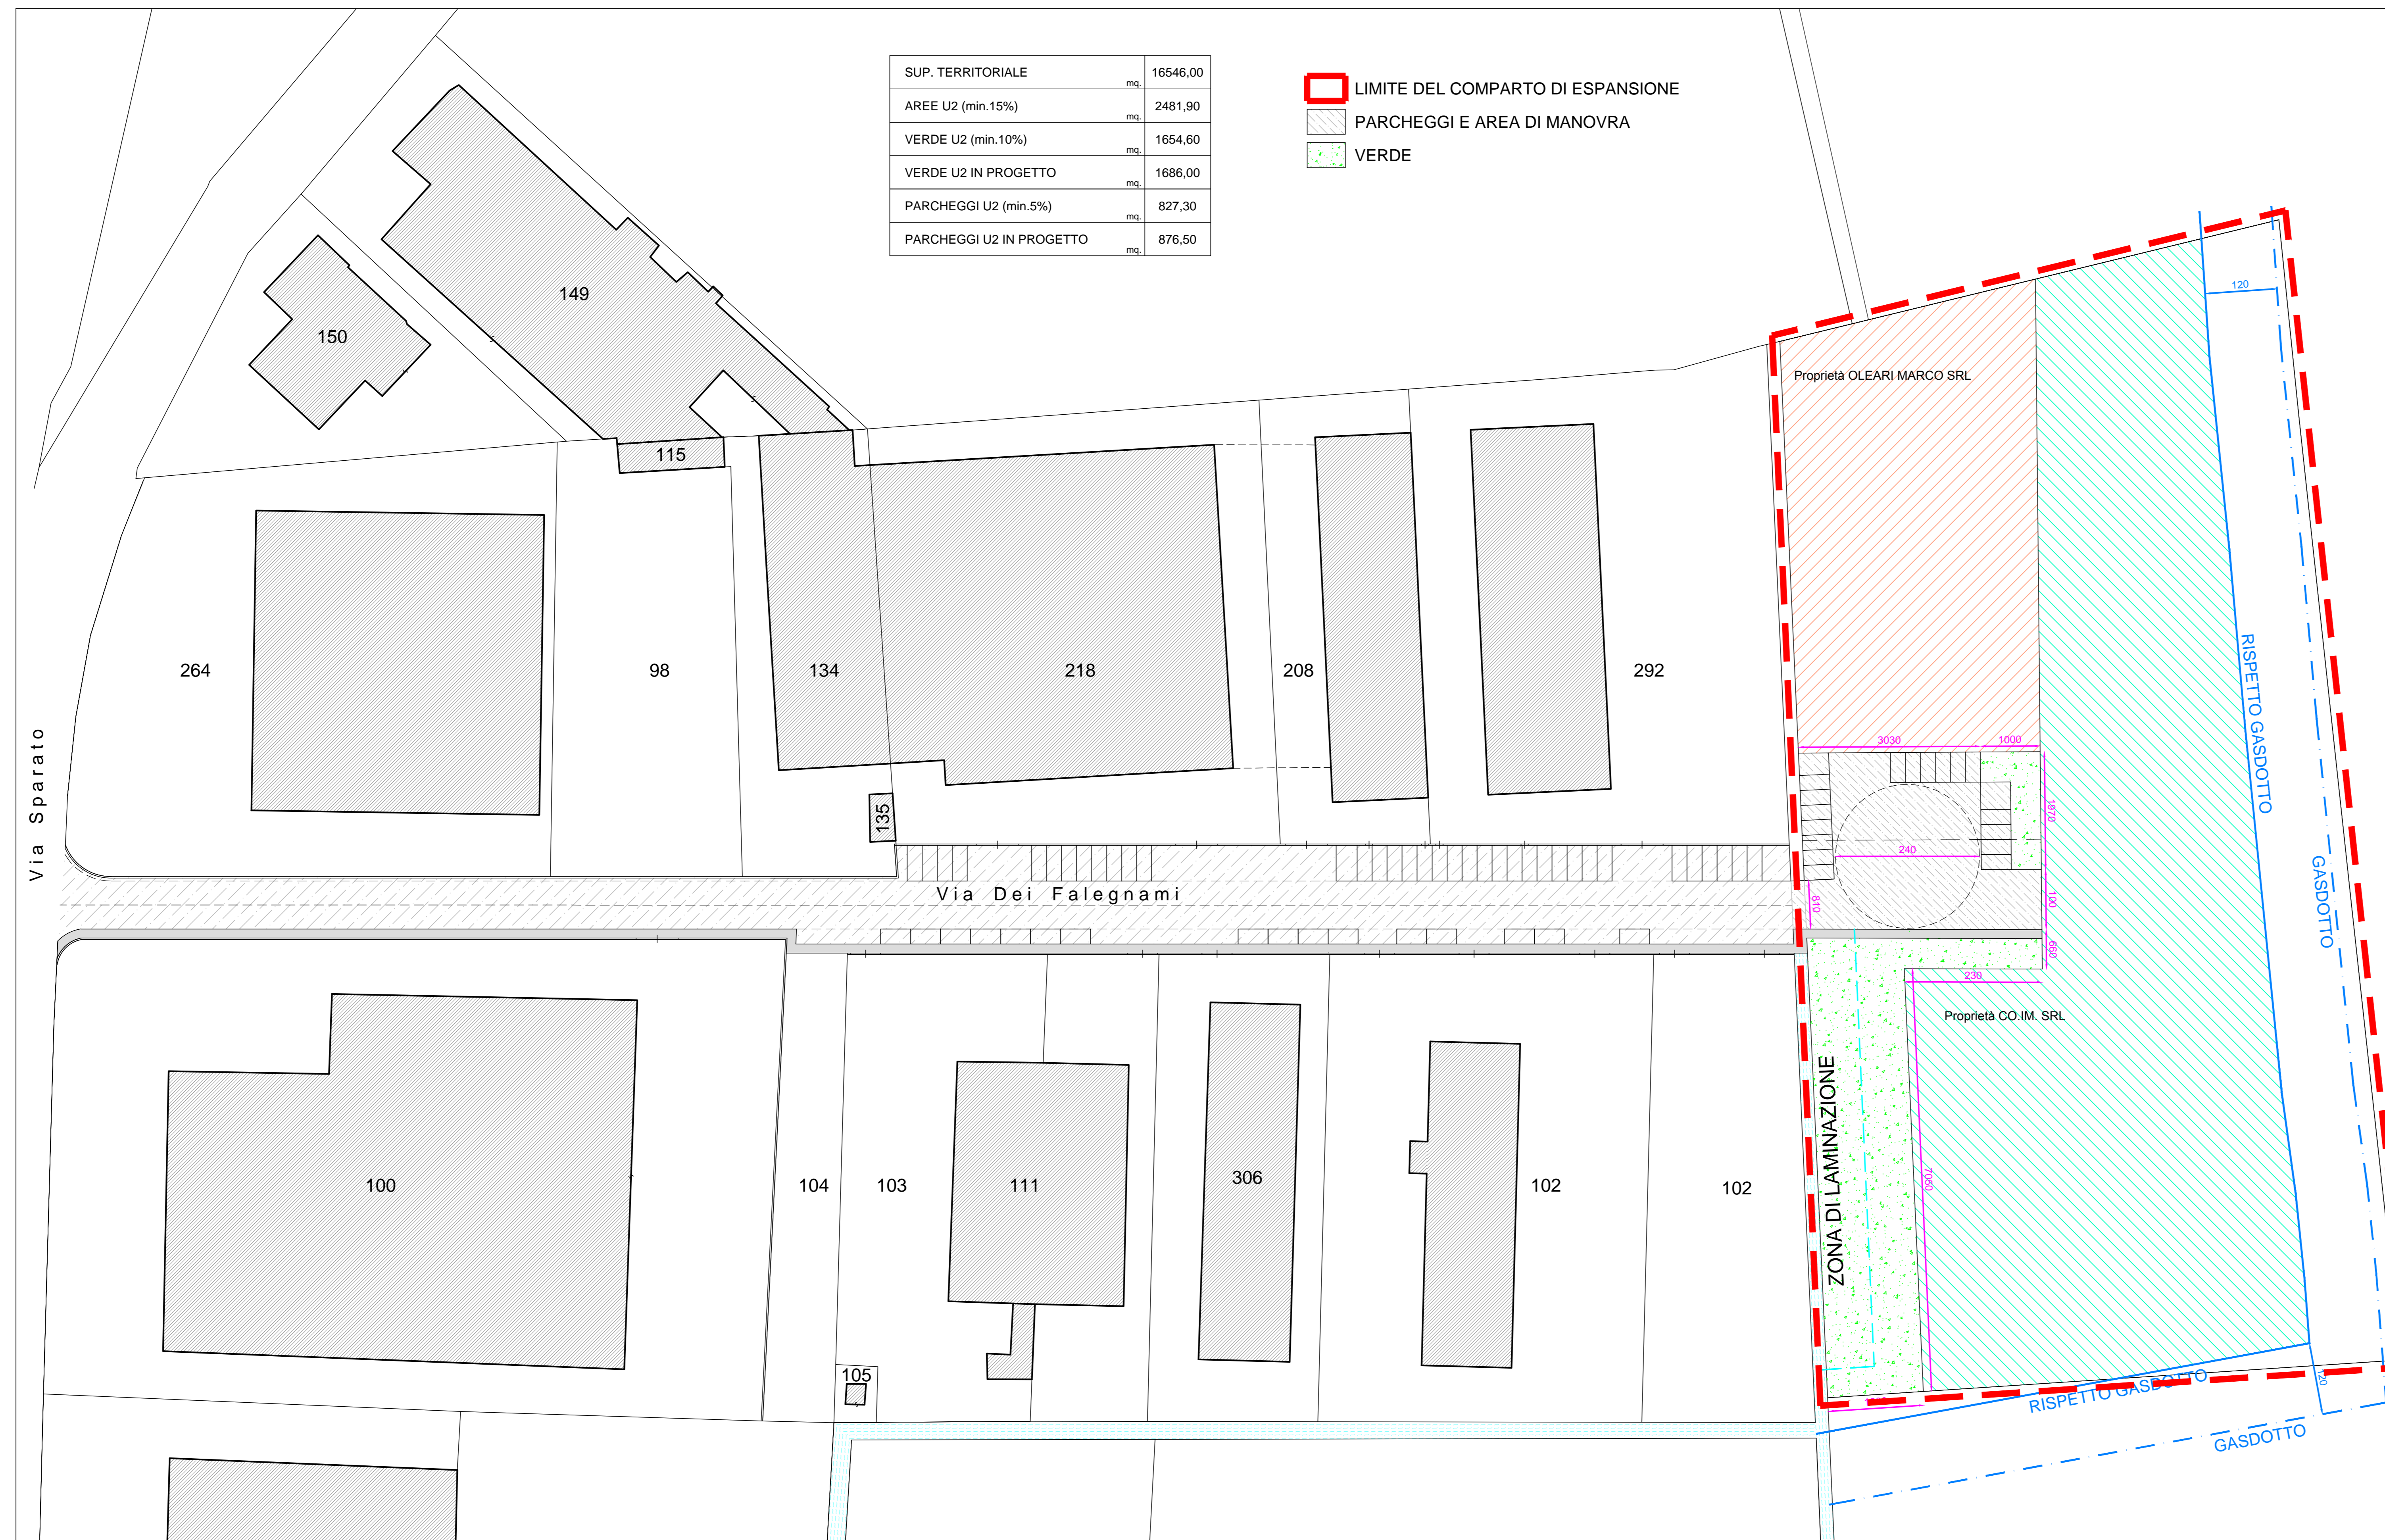 SUP. TERRITORIALE mq. 16546,00
AREE U2 (min.15%) mq. 2481,90
VERDE U2 (min.10%) mq. 1654,60
VERDE U2 IN PROGETTO mq. 1686,00
PARCHEGGI U2 (min.5%) mq. 827,30
PARCHEGGI U2 IN PROGETTO mq. 876,50
LIMITE DEL COMPARTO DI ESPANSIONE
PARCHEGGI E AREA DI MANOVRA
VERDE
120
149
150
Proprietà OLEARI MARCO SRL
115
264
98
134
218
208
292
RISPETTO GASDOTTO
Via Sparato
3030
1000
135
1970
240
Via Dei Falegnami
810
100
GASDOTTO
660
230
Proprietà CO.IM. SRL
ZONA DI LAMINAZIONE
7060
100
104
103
111
306
102
102
105
120
RISPETTO GASDOTTO
GASDOTTO